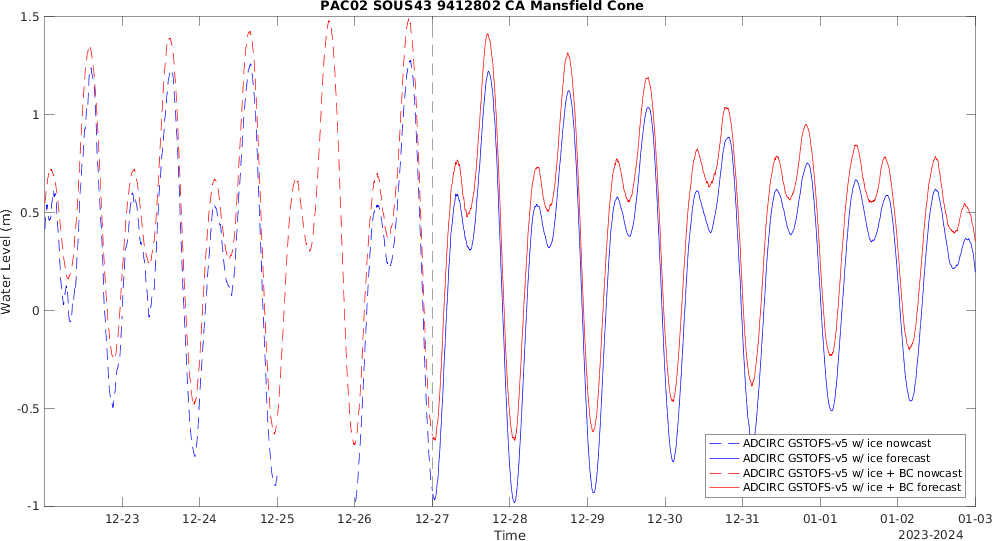 PAC02 SOUS43 9412802 CA Mansfield Cone
1.5
1
0.5
0
-0.5
-1
Water Level (m)
12-23
12-24
12-25
12-26
12-27
12-28
12-29
12-30
12-31
01-01
01-02
01-03
Time
2023-2024
ADCIRC GSTOFS-v5 w/ ice nowcast
ADCIRC GSTOFS-v5 w/ ice forecast
ADCIRC GSTOFS-v5 w/ ice + BC nowcast
ADCIRC GSTOFS-v5 w/ ice + BC forecast